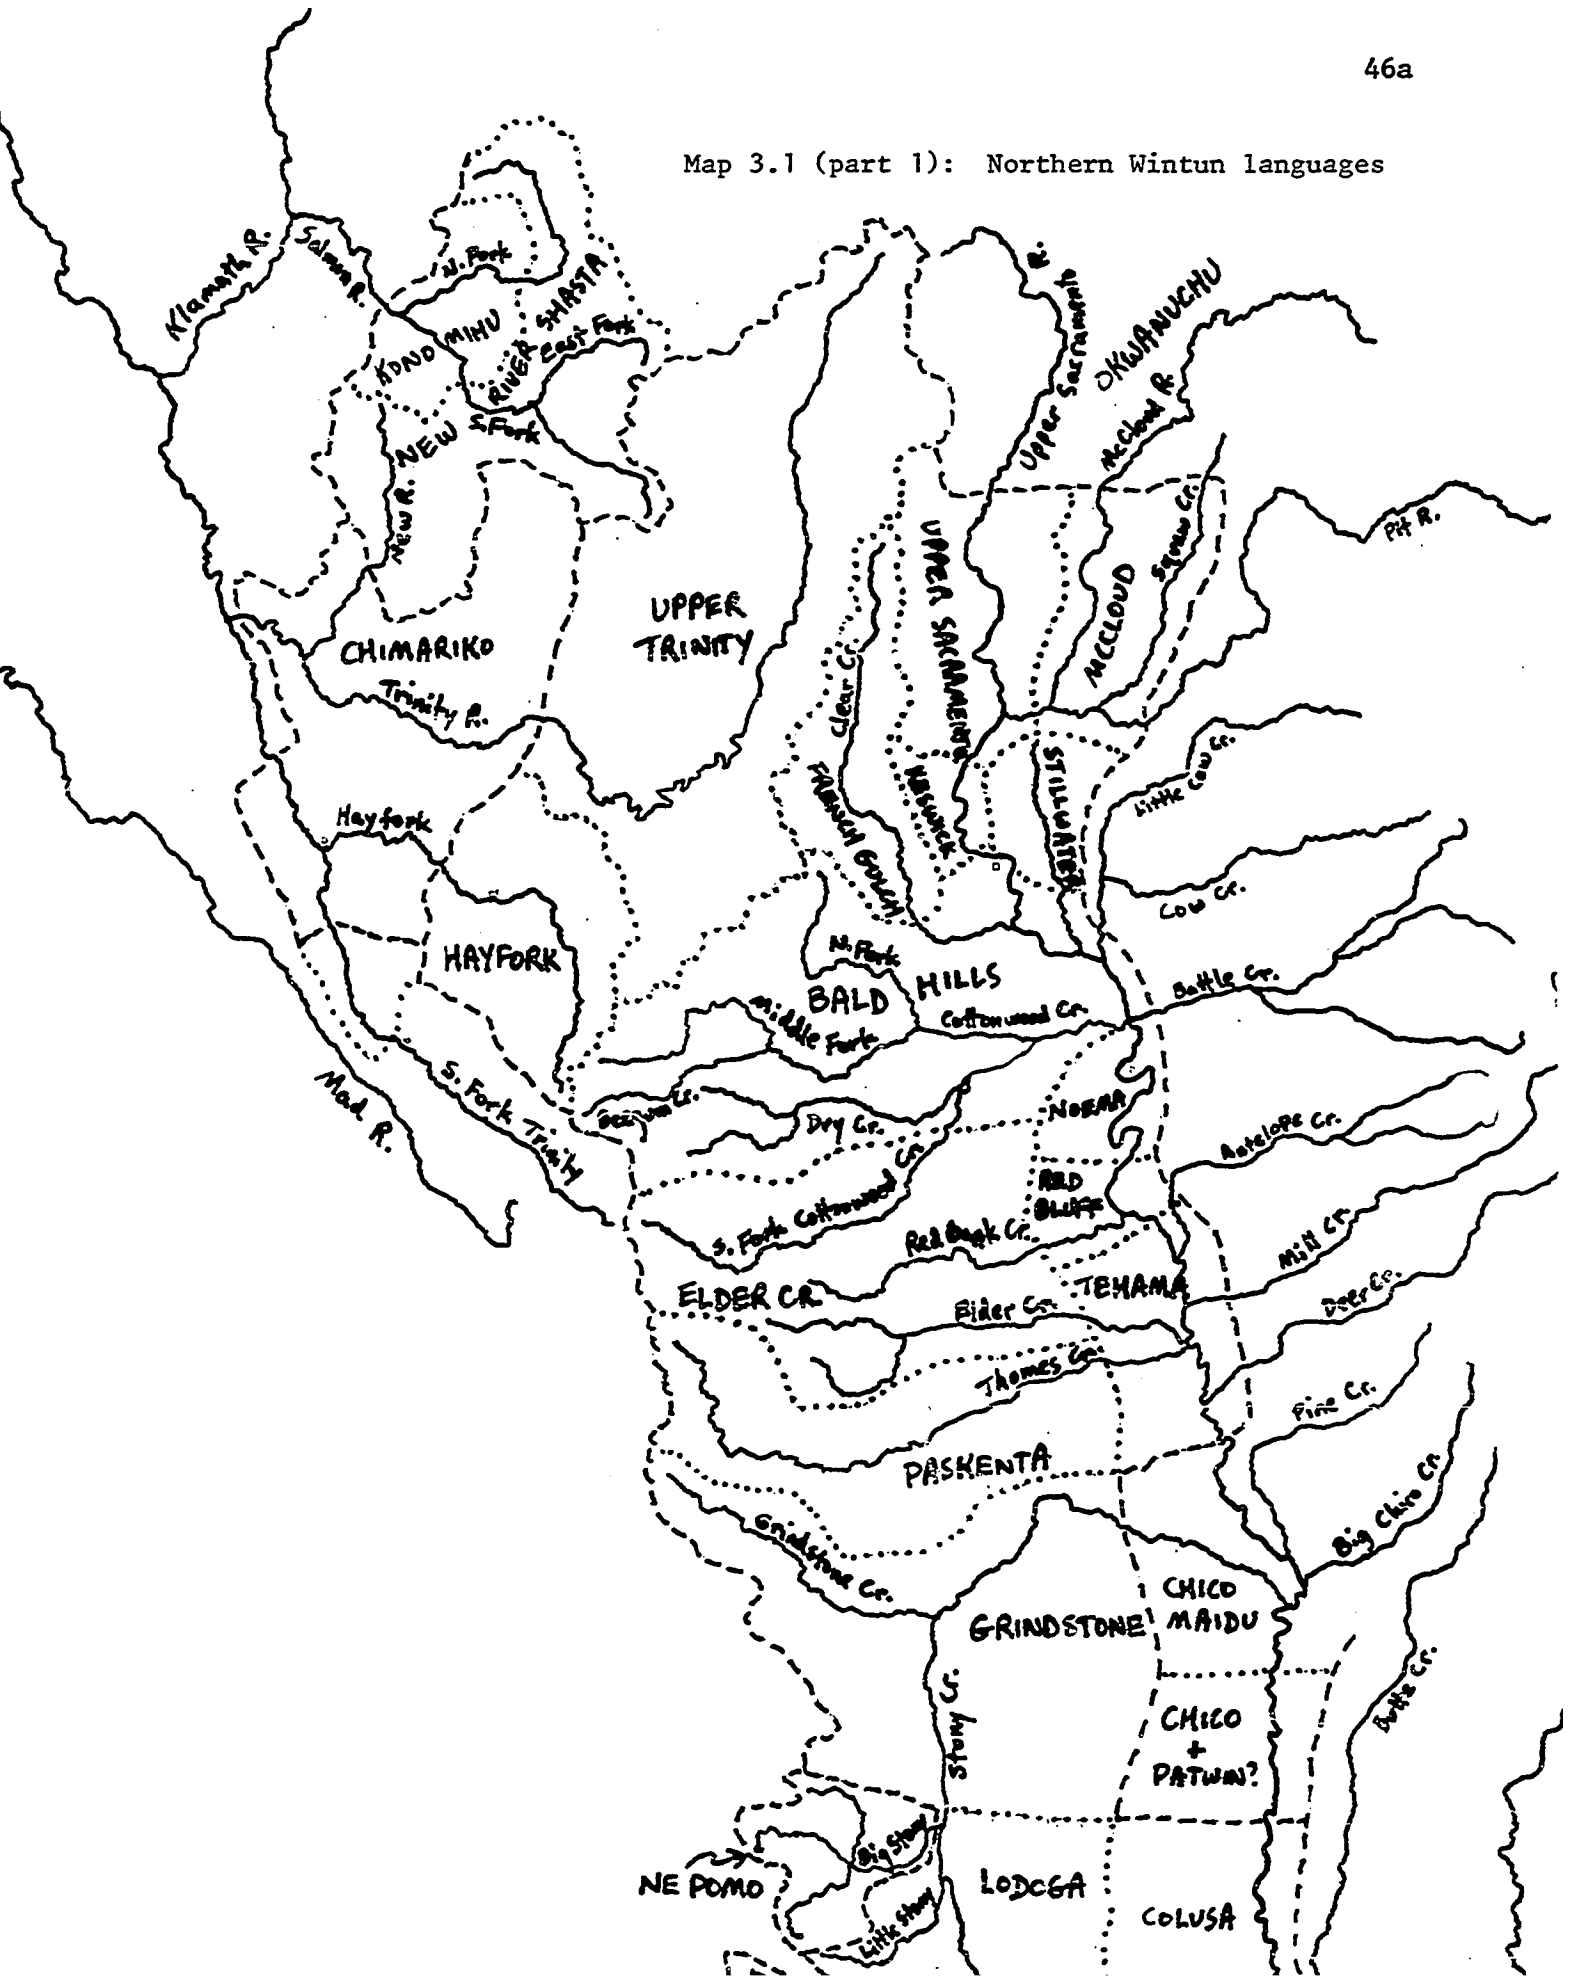 46a
Map 3.1 (part 1): Northern Wintun languages
Klamath R.
Salmon R.
N. Fork
KONOMIHU
NEW
RIVER
SHASTA
East Fork
S. Fork
New R.
Upper Sacramento R.
OKWANUCHU
McCloud R.
Squaw Cr.
Pit R.
UPPER
TRINITY
UPPER SACRAMENTO
MCCLOUD
CHIMARIKO
Trinity R.
Clear Cr.
FRENCH GULCH
KESWICK
STILLWATER
Little Cow Cr.
Cow Cr.
Hayfork
HAYFORK
N. Fork
BALD HILLS
Middle Fork
Cottonwood Cr.
Battle Cr.
Mad R.
S. Fork Trinity
Beegum Cr.
Dry Cr.
NOEMA
Antelope Cr.
S. Fork Cottonwood Cr.
RED
BLUFF
Red Bank Cr.
Mill Cr.
ELDER CR.
TEHAMA
Elder Cr.
Deer Cr.
Thomes Cr.
Pine Cr.
PASKENTA
Big Chico Cr.
Grindstone Cr.
GRINDSTONE
CHICO
MAIDU
Stony Cr.
Butte Cr.
CHICO
+
PATWIN?
Big Stony
NE POMO
Little Stony
LODOGA
COLUSA